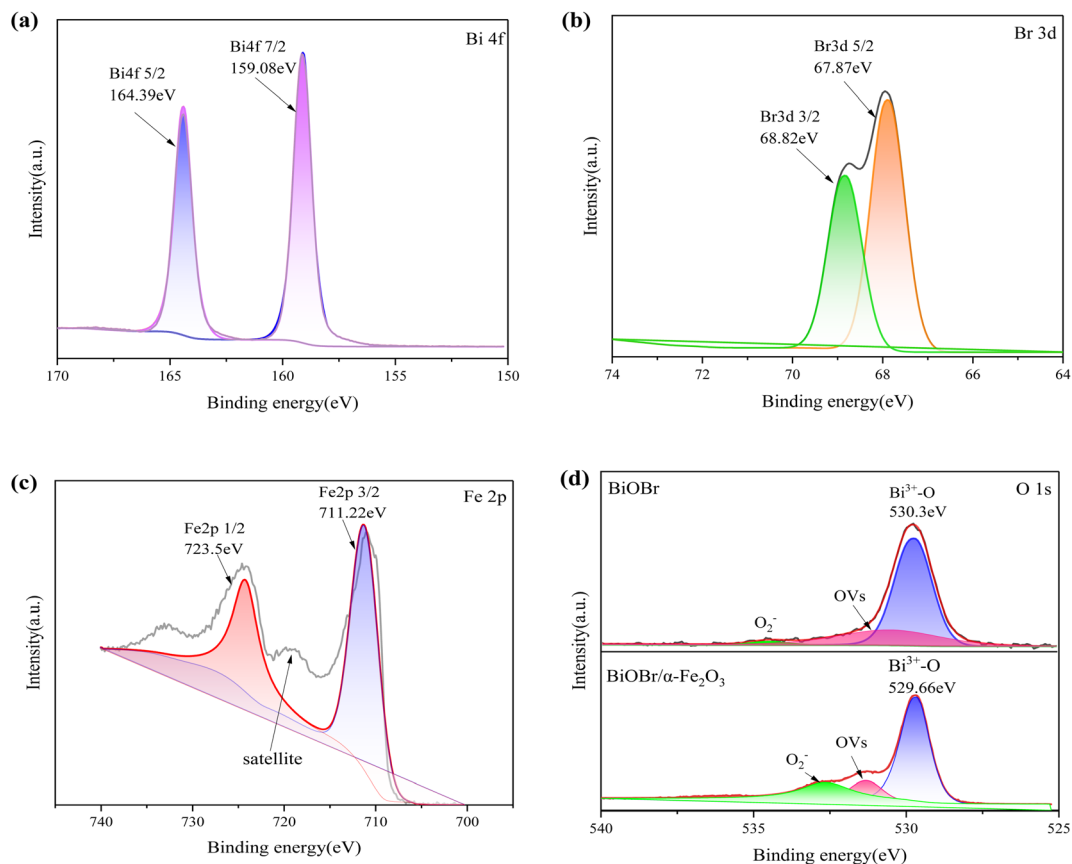 (a)
Bi 4f
Bi4f 7/2
159.08eV
Bi4f 5/2
164.39eV
Intensity(a.u.)
170
165
160
155
150
Binding energy(eV)
(b)
Br 3d
Br3d 5/2
67.87eV
Br3d 3/2
68.82eV
Intensity(a.u.)
74
72
70
68
66
64
Binding energy(eV)
(c)
Fe 2p
Fe2p 3/2
711.22eV
Fe2p 1/2
723.5eV
satellite
Intensity(a.u.)
740
730
720
710
700
Binding energy(eV)
(d)
BiOBr
Bi³⁺-O
530.3eV
O 1s
OVs
O₂⁻
BiOBr/α-Fe₂O₃
Bi³⁺-O
529.66eV
OVs
O₂⁻
Intensity(a.u.)
540
535
530
525
Binding energy(eV)